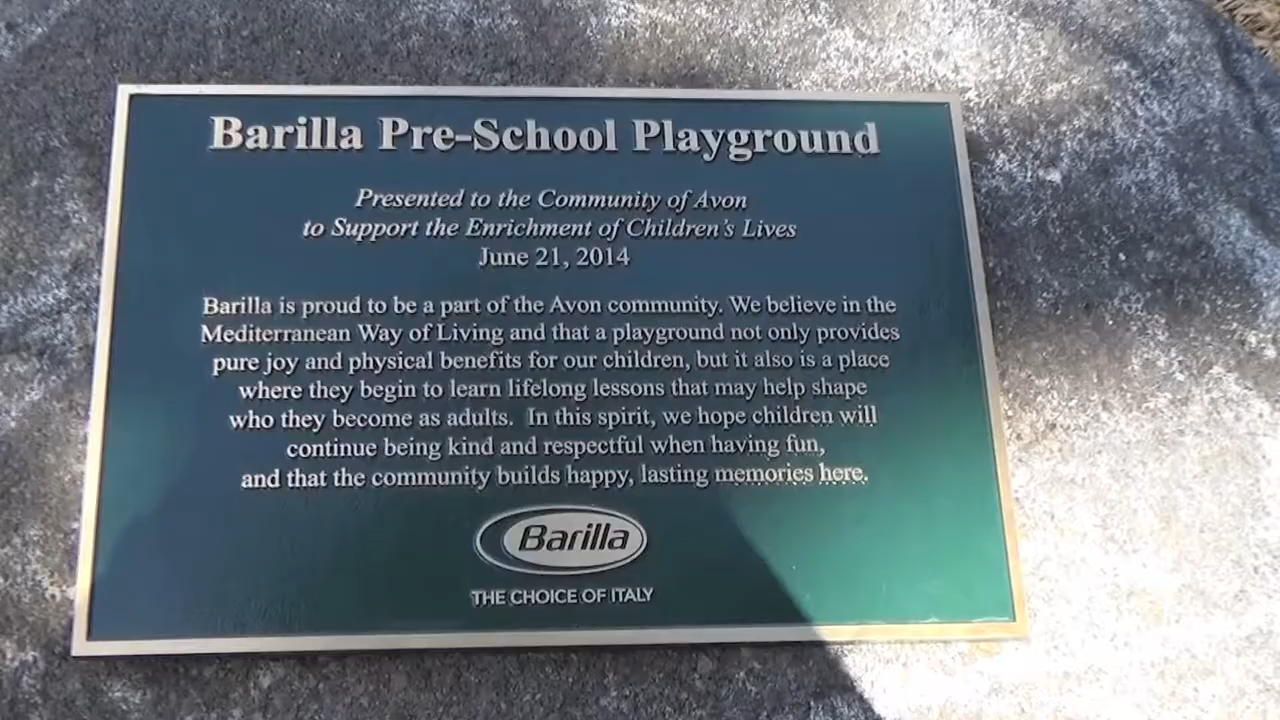 Barilla Pre-School Playground
Presented to the Community of Avon
to Support the Enrichment of Children's Lives
June 21, 2014
Barilla is proud to be a part of the Avon community. We believe in the
Mediterranean Way of Living and that a playground not only provides
pure joy and physical benefits for our children, but it also is a place
where they begin to learn lifelong lessons that may help shape
who they become as adults. In this spirit, we hope children will
continue being kind and respectful when having fun,
and that the community builds happy, lasting memories here.
Barilla
THE CHOICE OF ITALY